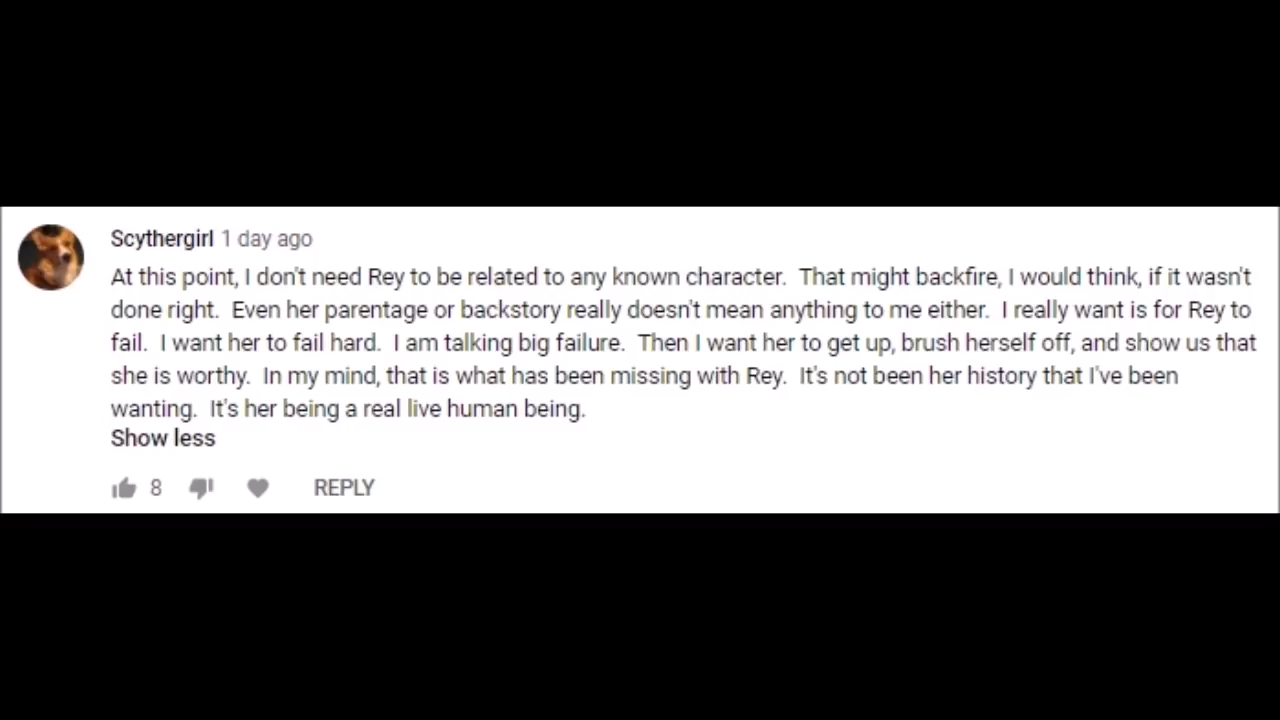 Scythergirl 1 day ago
At this point, I don't need Rey to be related to any known character.  That might backfire, I would think, if it wasn't
done right.  Even her parentage or backstory really doesn't mean anything to me either.  I really want is for Rey to
fail.  I want her to fail hard.  I am talking big failure.  Then I want her to get up, brush herself off, and show us that
she is worthy.  In my mind, that is what has been missing with Rey.  It's not been her history that I've been
wanting.  It's her being a real live human being.
Show less
8 REPLY